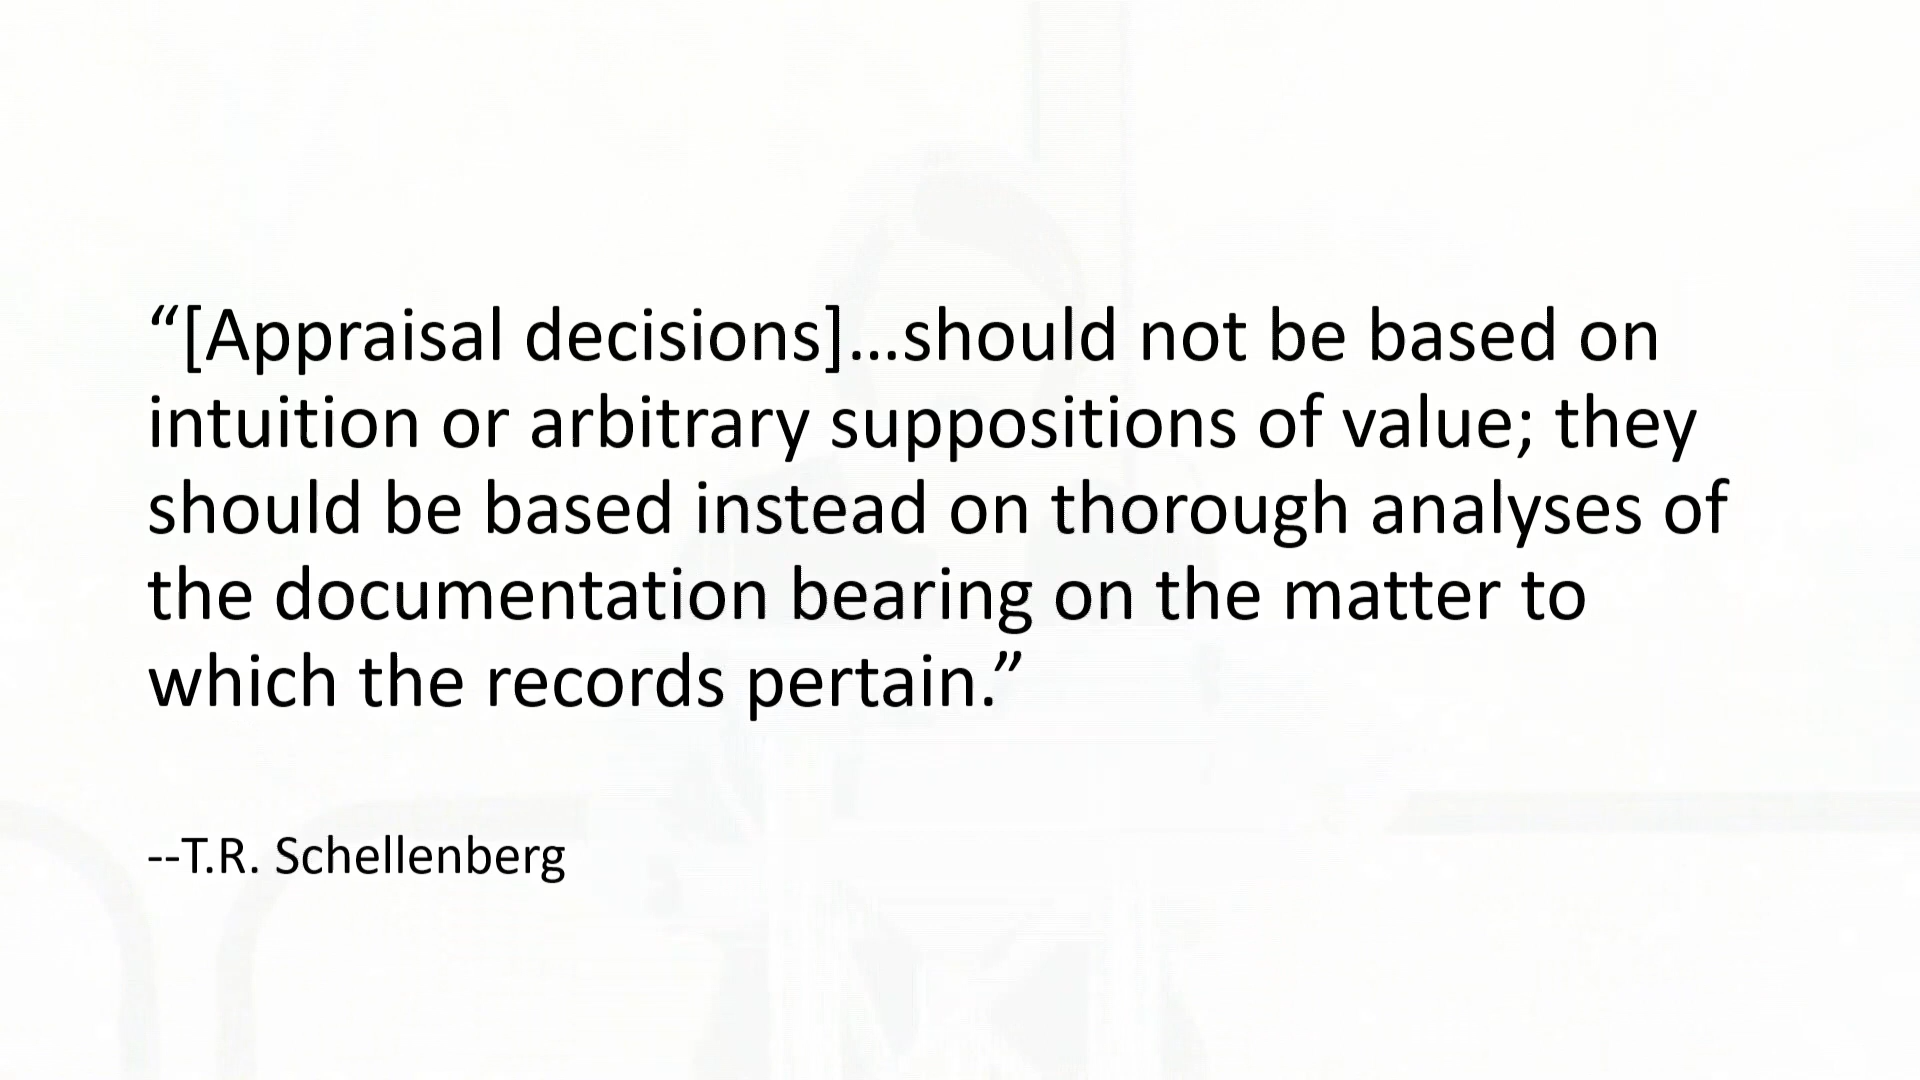 “[Appraisal decisions]…should not be based on
intuition or arbitrary suppositions of value; they
should be based instead on thorough analyses of
the documentation bearing on the matter to
which the records pertain.”
--T.R. Schellenberg